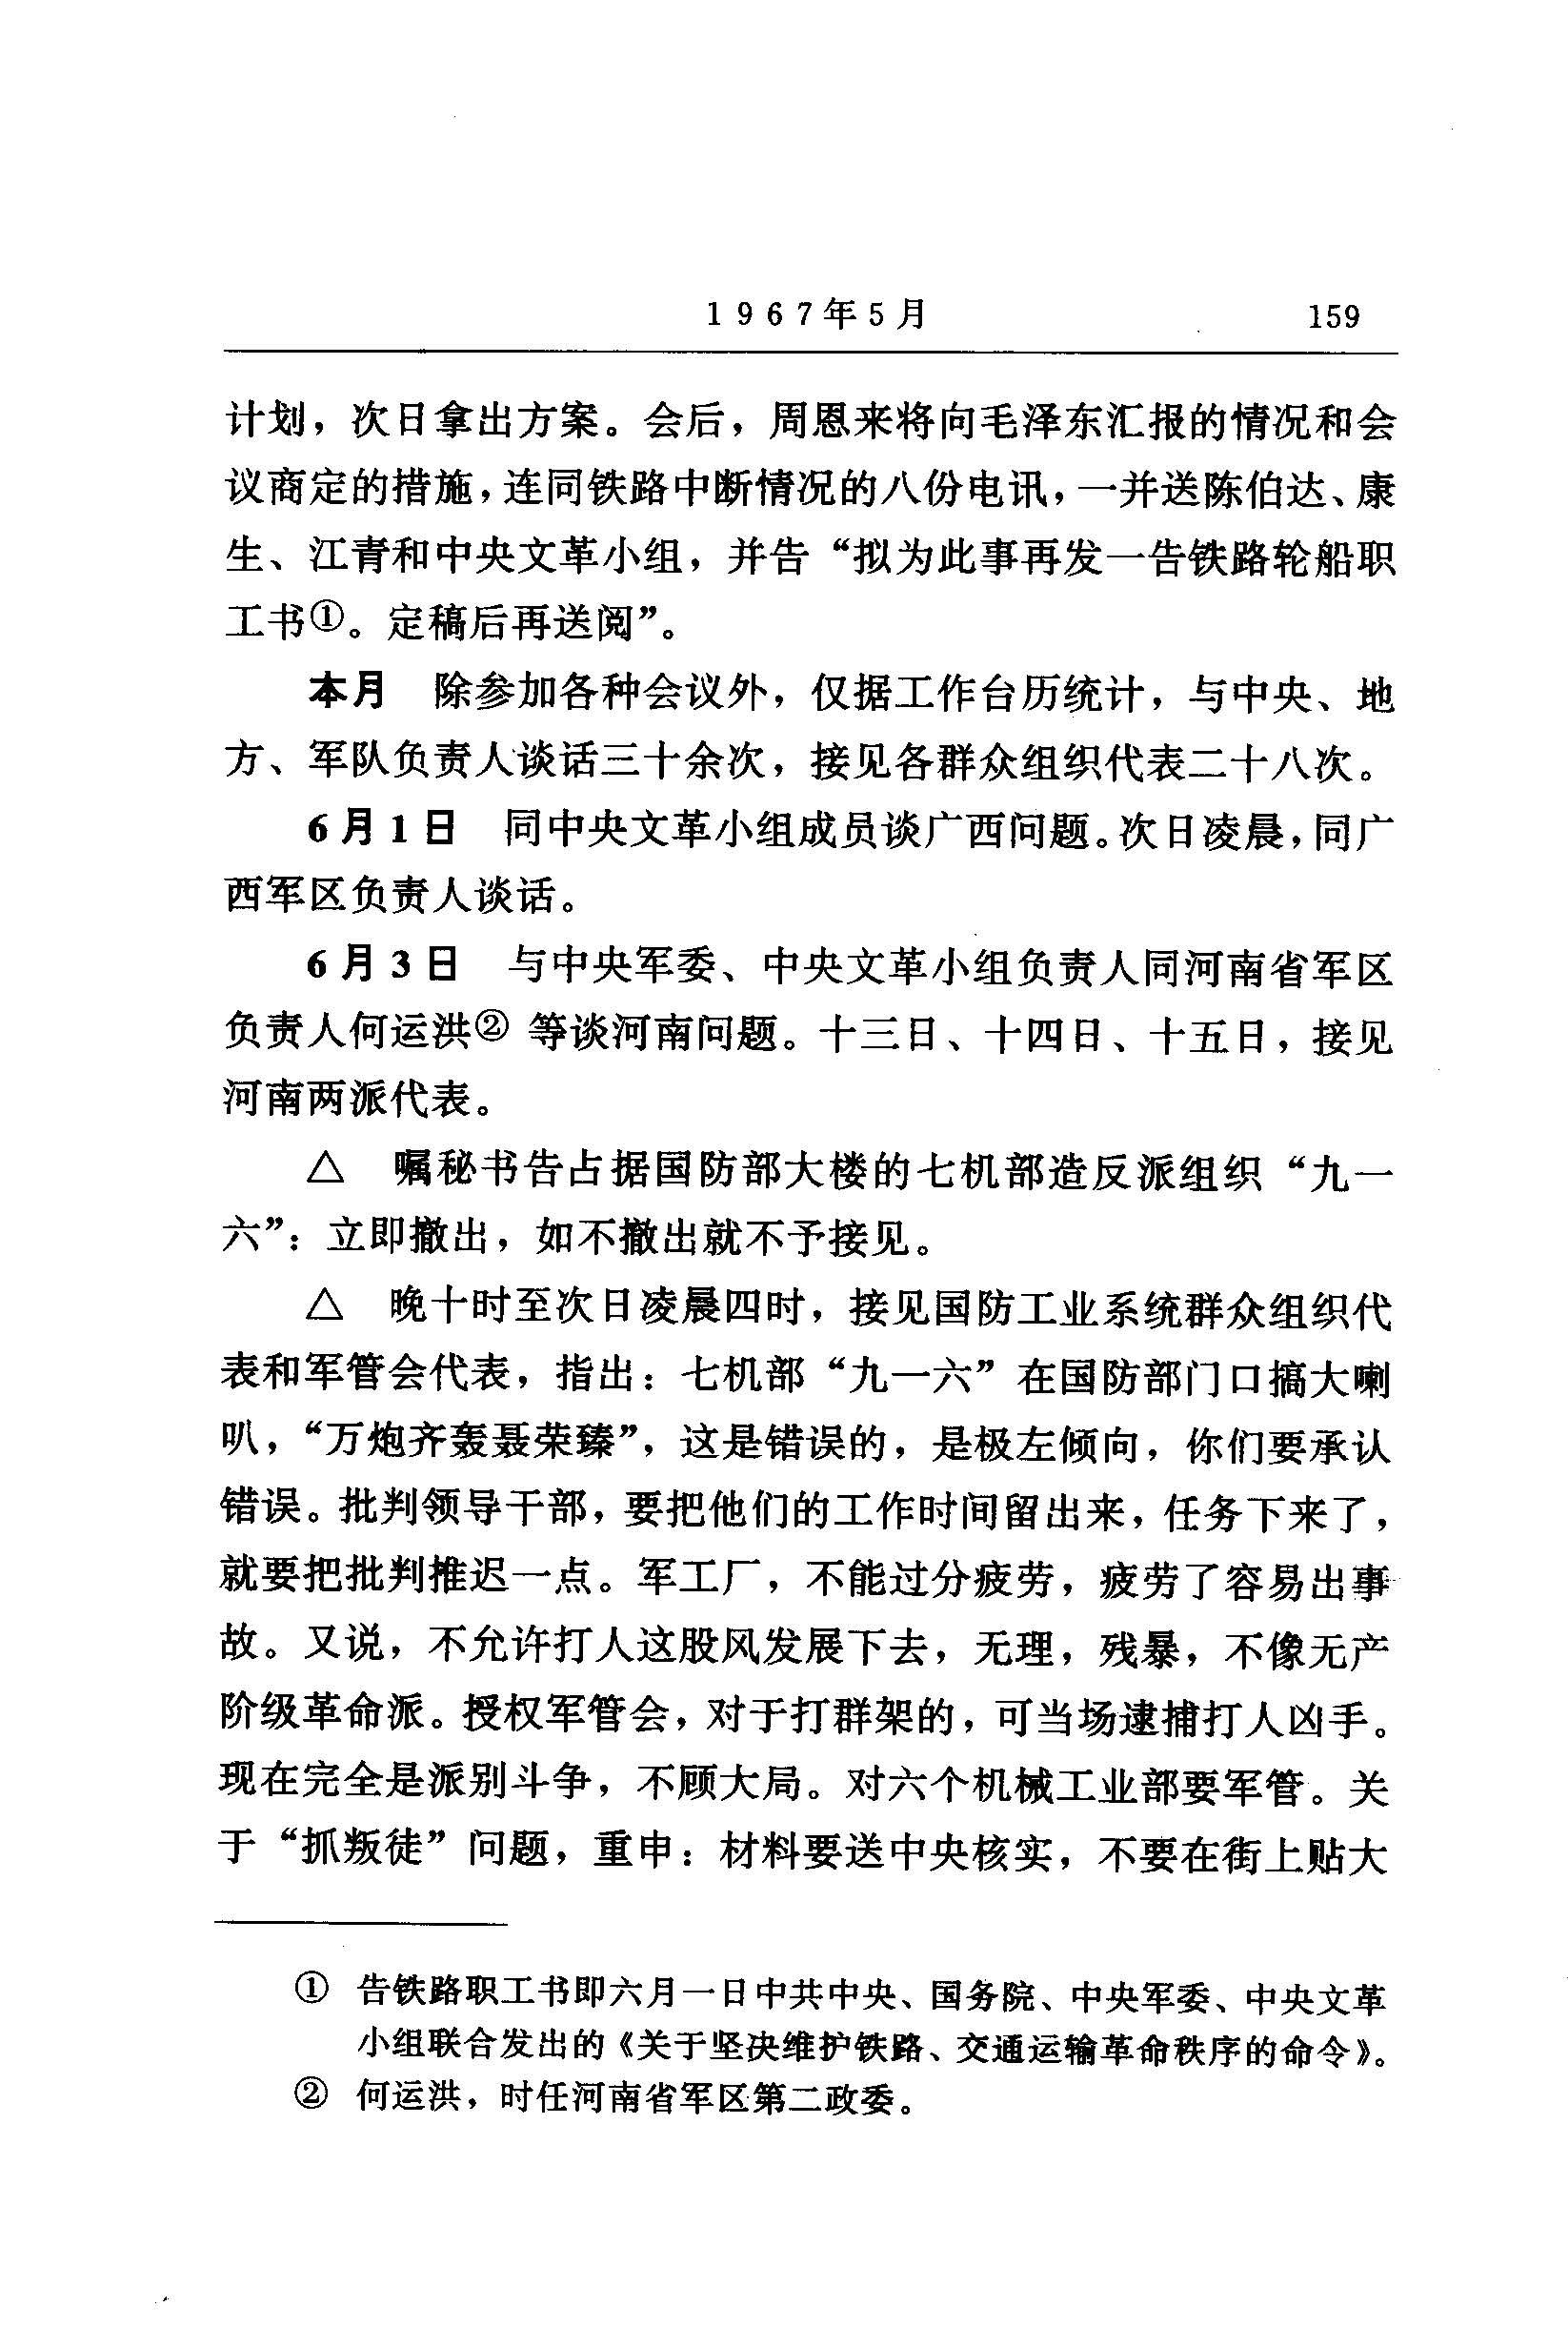 1967年5月 159
计划，次日拿出方案。会后，周恩来将向毛泽东汇报的情况和会
议商定的措施，连同铁路中断情况的八份电讯，一并送陈伯达、康
生、江青和中央文革小组，并告“拟为此事再发一告铁路轮船职
工书①。定稿后再送阅”。
本月　除参加各种会议外，仅据工作台历统计，与中央、地
方、军队负责人谈话三十余次，接见各群众组织代表二十八次。
6月1日　同中央文革小组成员谈广西问题。次日凌晨，同广
西军区负责人谈话。
6月3日　与中央军委、中央文革小组负责人同河南省军区
负责人何运洪② 等谈河南问题。十三日、十四日、十五日，接见
河南两派代表。
△　嘱秘书告占据国防部大楼的七机部造反派组织“九一
六”：立即撤出，如不撤出就不予接见。
△　晚十时至次日凌晨四时，接见国防工业系统群众组织代
表和军管会代表，指出：七机部“九一六”在国防部门口搞大喇
叭，“万炮齐轰聂荣臻”，这是错误的，是极左倾向，你们要承认
错误。批判领导干部，要把他们的工作时间留出来，任务下来了，
就要把批判推迟一点。军工厂，不能过分疲劳，疲劳了容易出事
故。又说，不允许打人这股风发展下去，无理，残暴，不像无产
阶级革命派。授权军管会，对于打群架的，可当场逮捕打人凶手。
现在完全是派别斗争，不顾大局。对六个机械工业部要军管。关
于“抓叛徒”问题，重申：材料要送中央核实，不要在街上贴大
① 告铁路职工书即六月一日中共中央、国务院、中央军委、中央文革
小组联合发出的《关于坚决维护铁路、交通运输革命秩序的命令》。
② 何运洪，时任河南省军区第二政委。